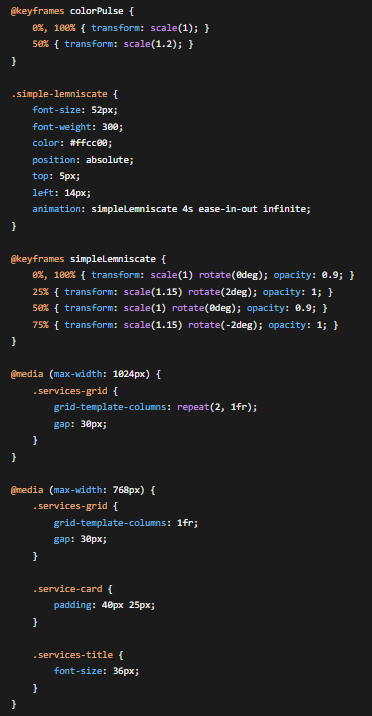 @keyframes colorPulse {
    0%, 100% { transform: scale(1); }
    50% { transform: scale(1.2); }
}

.simple-lemniscate {
    font-size: 52px;
    font-weight: 300;
    color: #ffcc00;
    position: absolute;
    top: 5px;
    left: 14px;
    animation: simpleLemniscate 4s ease-in-out infinite;
}

@keyframes simpleLemniscate {
    0%, 100% { transform: scale(1) rotate(0deg); opacity: 0.9; }
    25% { transform: scale(1.15) rotate(2deg); opacity: 1; }
    50% { transform: scale(1) rotate(0deg); opacity: 0.9; }
    75% { transform: scale(1.15) rotate(-2deg); opacity: 1; }
}

@media (max-width: 1024px) {
    .services-grid {
        grid-template-columns: repeat(2, 1fr);
        gap: 30px;
    }
}

@media (max-width: 768px) {
    .services-grid {
        grid-template-columns: 1fr;
        gap: 30px;
    }

    .service-card {
        padding: 40px 25px;
    }

    .services-title {
        font-size: 36px;
    }
}